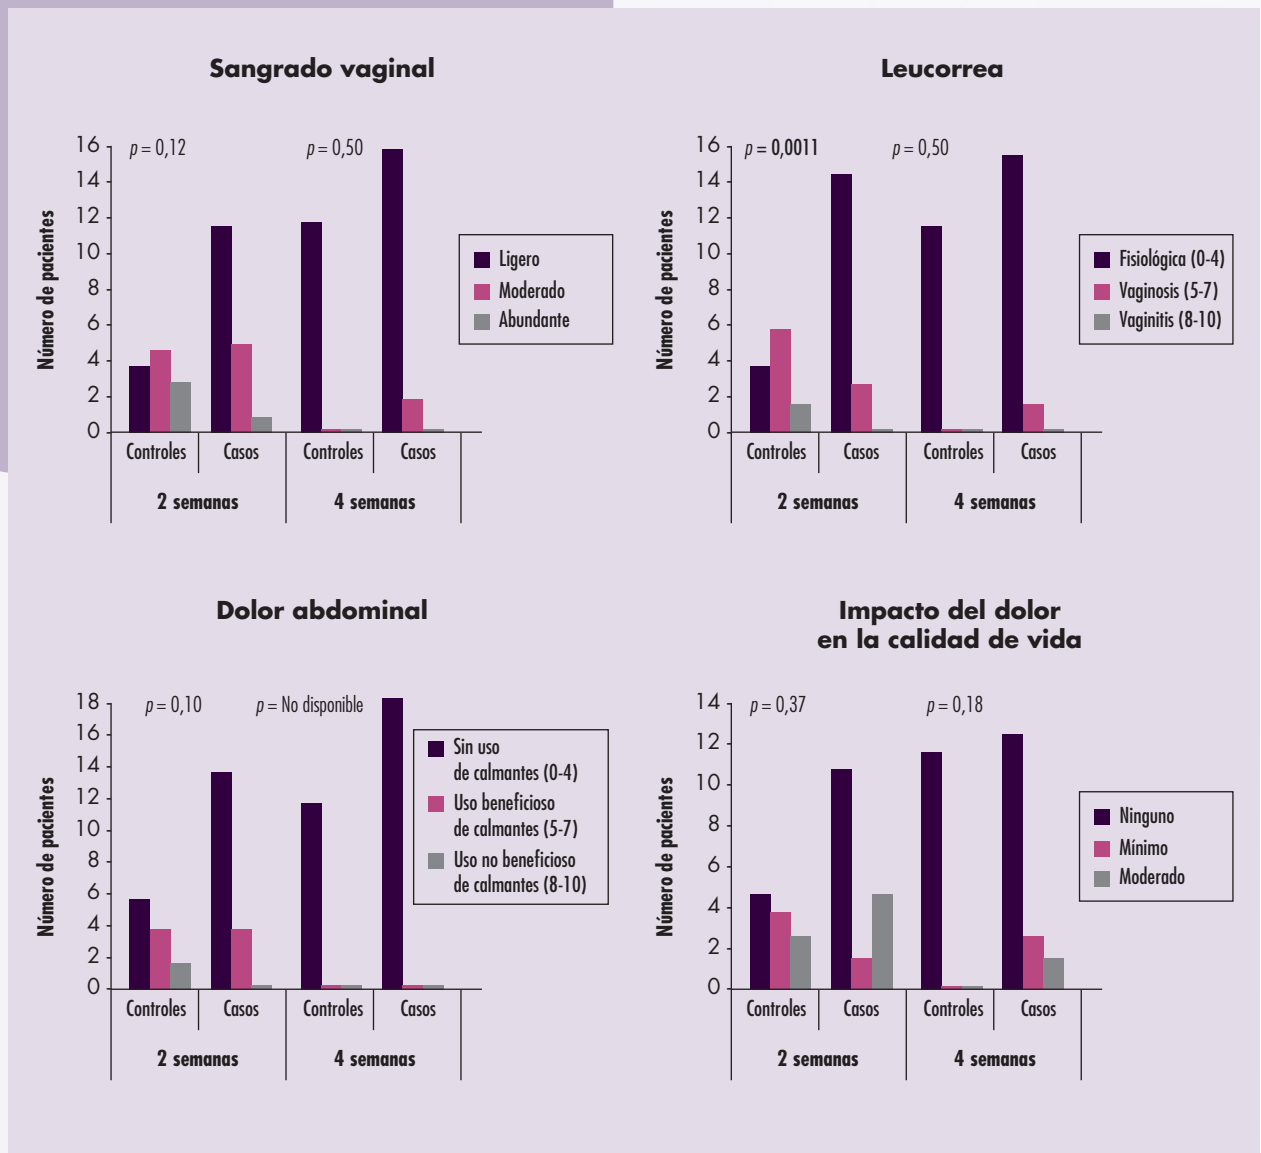 Sangrado vaginal
Número de pacientes
16
14
12
10
8
6
4
2
0
p = 0,12
p = 0,50
Ligero
Moderado
Abundante
Controles
Casos
Controles
Casos
2 semanas
4 semanas
Leucorrea
Número de pacientes
16
14
12
10
8
6
4
2
0
p = 0,0011
p = 0,50
Fisiológica (0-4)
Vaginosis (5-7)
Vaginitis (8-10)
Controles
Casos
Controles
Casos
2 semanas
4 semanas
Dolor abdominal
Número de pacientes
18
16
14
12
10
8
6
4
2
0
p = 0,10
p = No disponible
Sin uso
de calmantes (0-4)
Uso beneficioso
de calmantes (5-7)
Uso no beneficioso
de calmantes (8-10)
Controles
Casos
Controles
Casos
2 semanas
4 semanas
Impacto del dolor
en la calidad de vida
Número de pacientes
14
12
10
8
6
4
2
0
p = 0,37
p = 0,18
Ninguno
Mínimo
Moderado
Controles
Casos
Controles
Casos
2 semanas
4 semanas